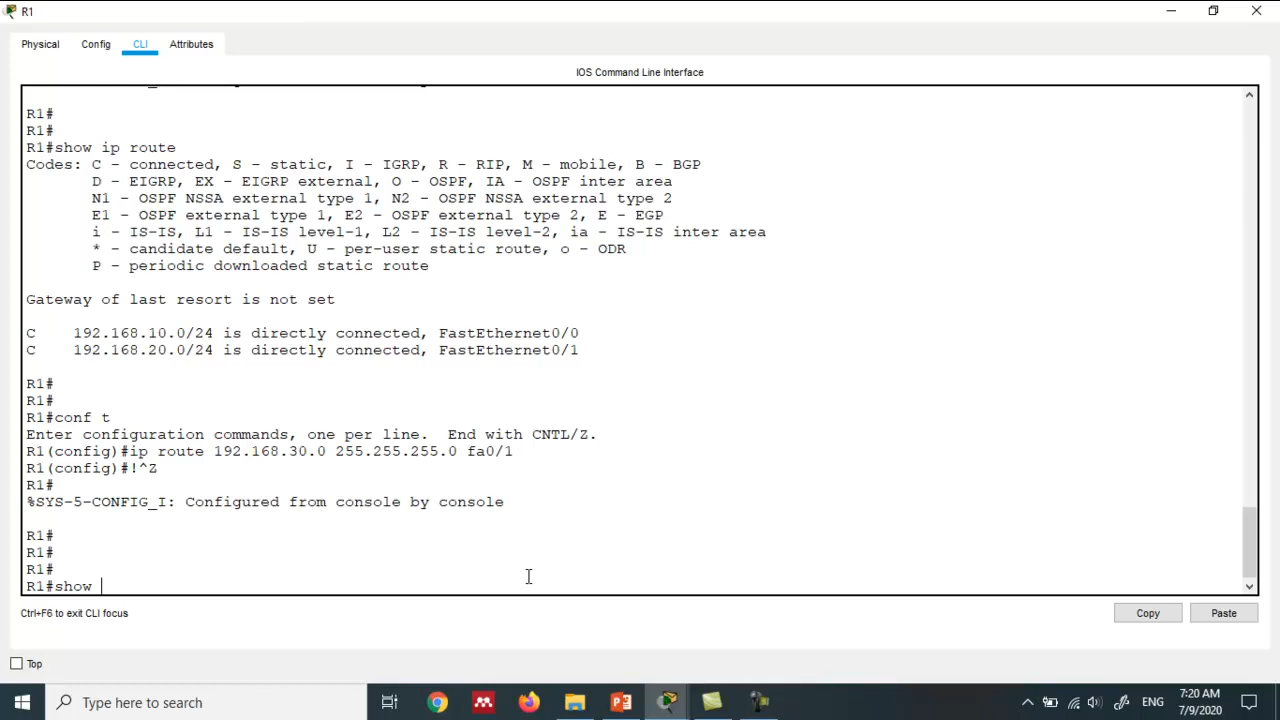 R1
Physical Config CLI Attributes
IOS Command Line Interface
R1#
R1#
R1#show ip route
Codes: C - connected, S - static, I - IGRP, R - RIP, M - mobile, B - BGP
D - EIGRP, EX - EIGRP external, O - OSPF, IA - OSPF inter area
N1 - OSPF NSSA external type 1, N2 - OSPF NSSA external type 2
E1 - OSPF external type 1, E2 - OSPF external type 2, E - EGP
i - IS-IS, L1 - IS-IS level-1, L2 - IS-IS level-2, ia - IS-IS inter area
* - candidate default, U - per-user static route, o - ODR
P - periodic downloaded static route
Gateway of last resort is not set
C 192.168.10.0/24 is directly connected, FastEthernet0/0
C 192.168.20.0/24 is directly connected, FastEthernet0/1
R1#
R1#
R1#conf t
Enter configuration commands, one per line. End with CNTL/Z.
R1(config)#ip route 192.168.30.0 255.255.255.0 fa0/1
R1(config)#!^Z
R1#
%SYS-5-CONFIG_I: Configured from console by console
R1#
R1#
R1#
R1#show
Ctrl+F6 to exit CLI focus
Copy Paste
Top
Type here to search
ENG
7:20 AM
7/9/2020